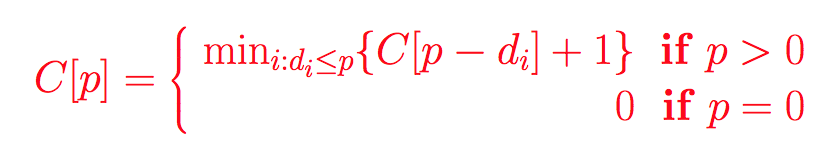 C[p] = { min_{i:d_i≤p}{C[p − d_i] + 1} if p > 0
0 if p = 0